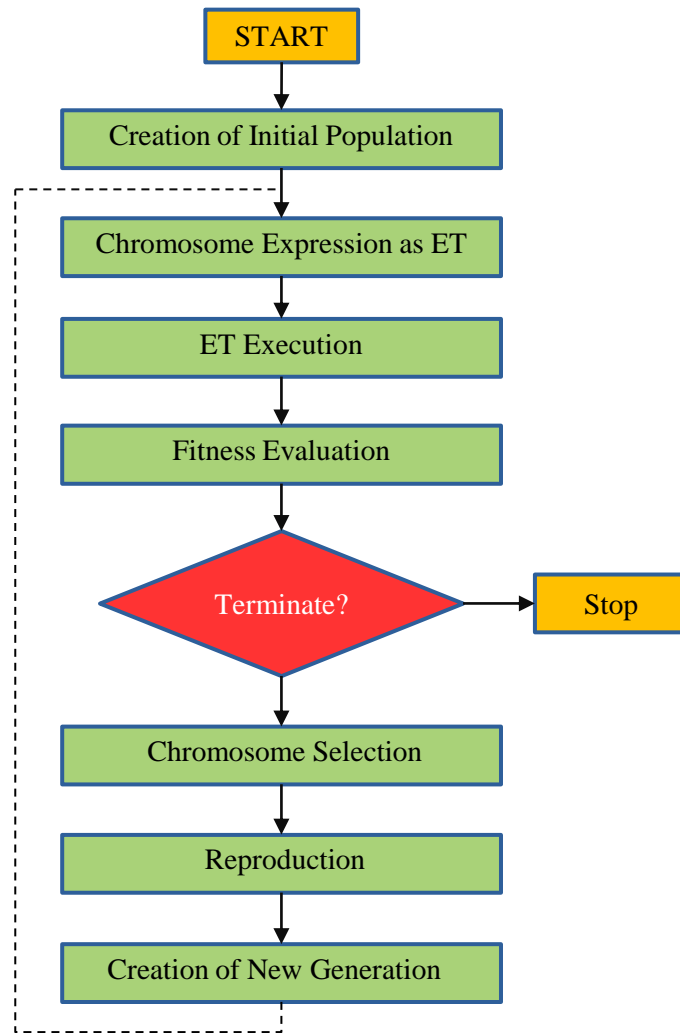 START
Creation of Initial Population
Chromosome Expression as ET
ET Execution
Fitness Evaluation
Terminate?
Stop
Chromosome Selection
Reproduction
Creation of New Generation